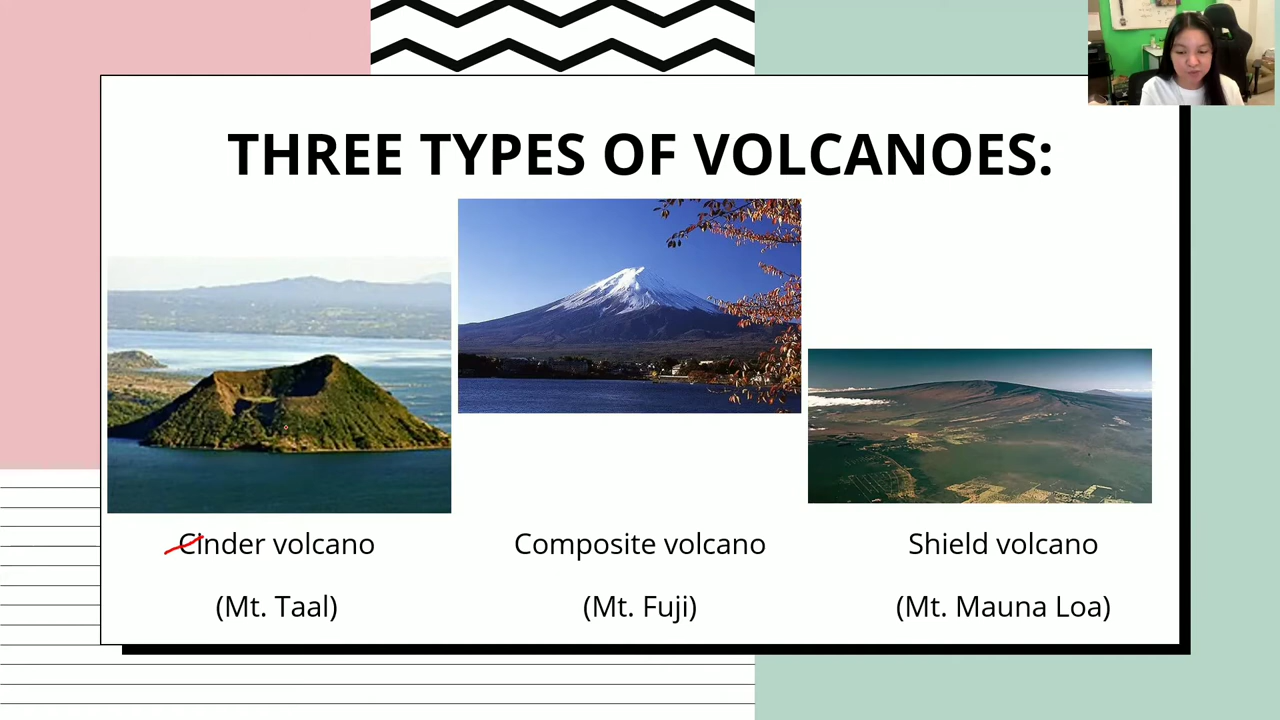 THREE TYPES OF VOLCANOES:
Cinder volcano
(Mt. Taal)
Composite volcano
(Mt. Fuji)
Shield volcano
(Mt. Mauna Loa)